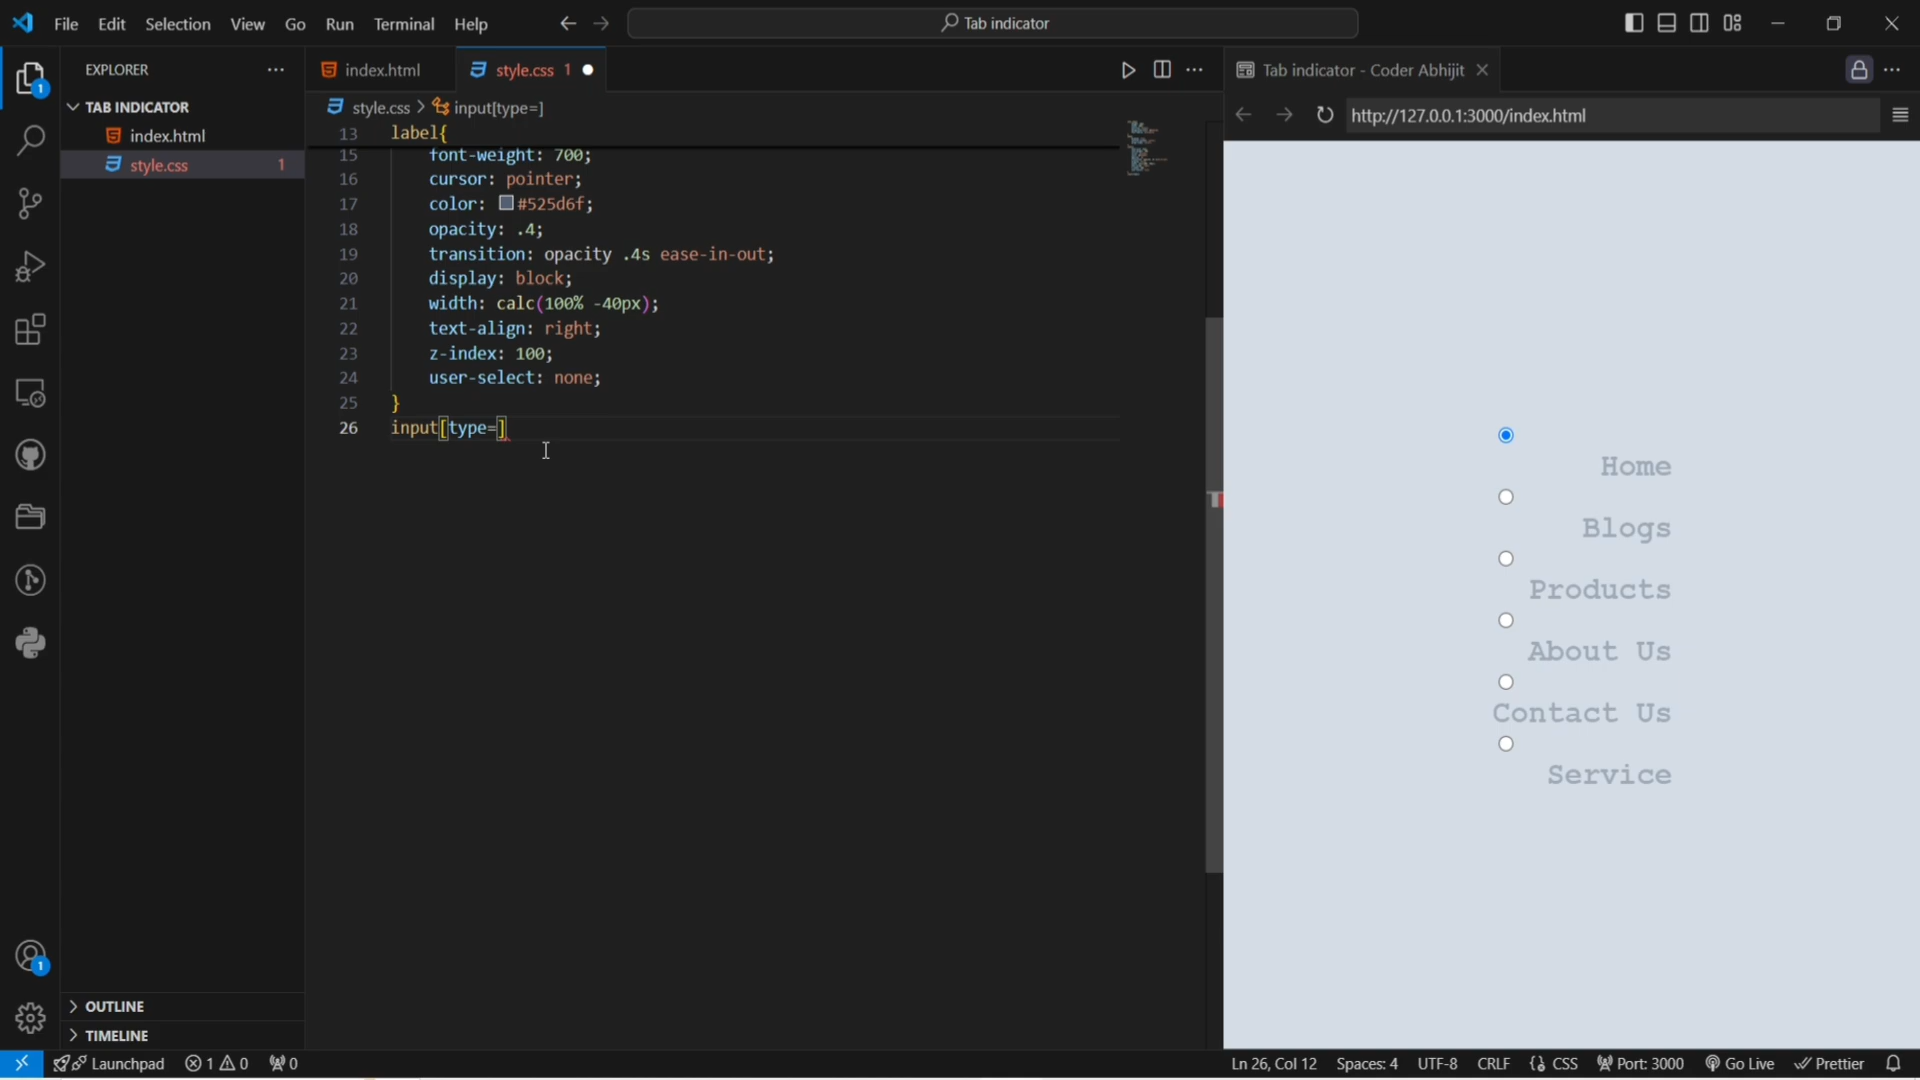 File Edit Selection View Go Run Terminal Help
Tab indicator
EXPLORER
TAB INDICATOR
index.html
style.css 1
index.html
style.css 1
style.css > input[type=]
13 label{
15 font-weight: 700;
16 cursor: pointer;
17 color: #525d6f;
18 opacity: .4;
19 transition: opacity .4s ease-in-out;
20 display: block;
21 width: calc(100% -40px);
22 text-align: right;
23 z-index: 100;
24 user-select: none;
25 }
26 input[type=]
Tab indicator - Coder Abhijit
http://127.0.0.1:3000/index.html
Home
Blogs
Products
About Us
Contact Us
Service
1
1
OUTLINE
TIMELINE
Launchpad 1 0 0
Ln 26, Col 12 Spaces: 4 UTF-8 CRLF {} CSS Port: 3000 Go Live Prettier